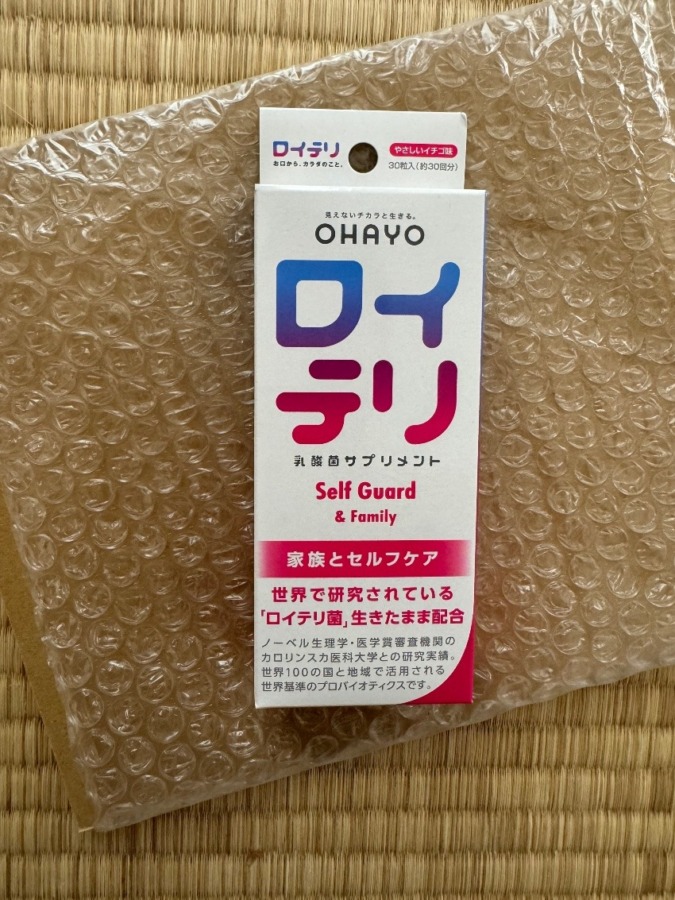 ロイテリ
お口から、カラダのこと。
やさしいイチゴ味
30粒入(約30回分)
見えないチカラと生きる。
OHAYO
ロイ
テリ
乳酸菌サプリメント
Self Guard
& Family
家族とセルフケア
世界で研究されている
「ロイテリ菌」生きたまま配合
ノーベル生理学・医学賞審査機関の
カロリンスカ医科大学との研究実績。
世界100の国と地域で活用される
世界基準のプロバイオティクスです。